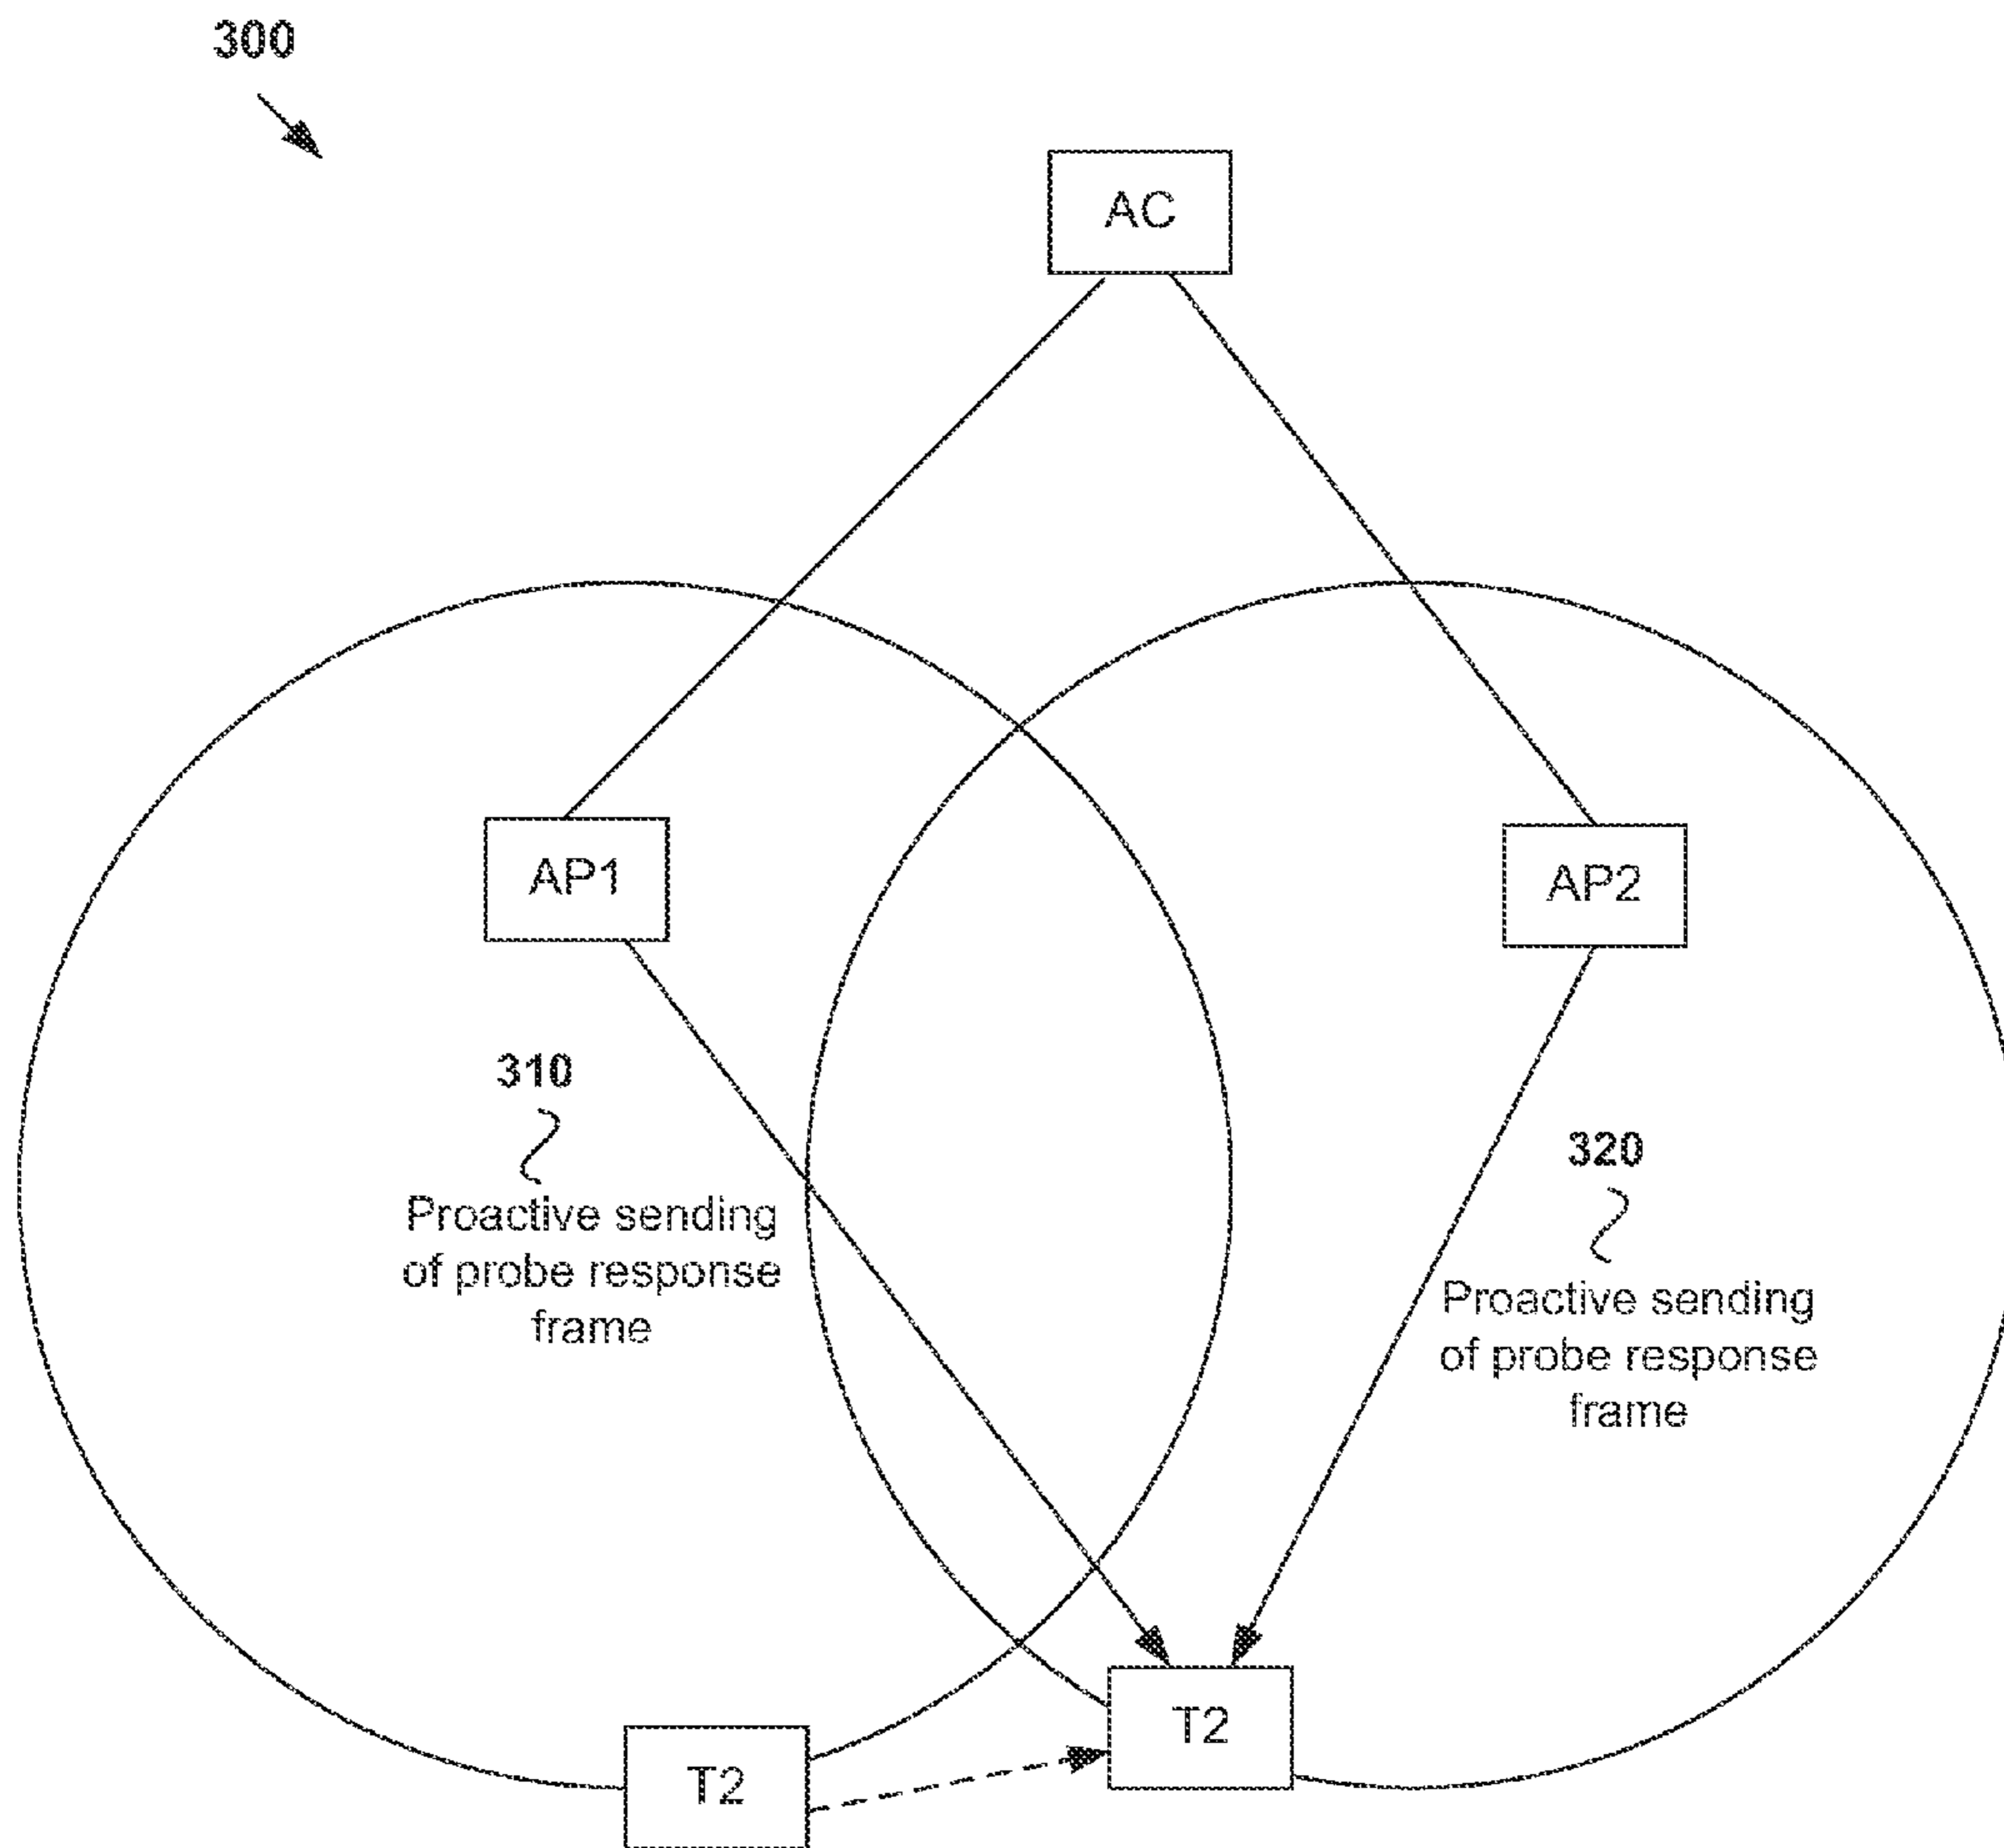 300
AC
AP1
AP2
310
Proactive sending
of probe response
frame
320
Proactive sending
of probe response
frame
T2
T2